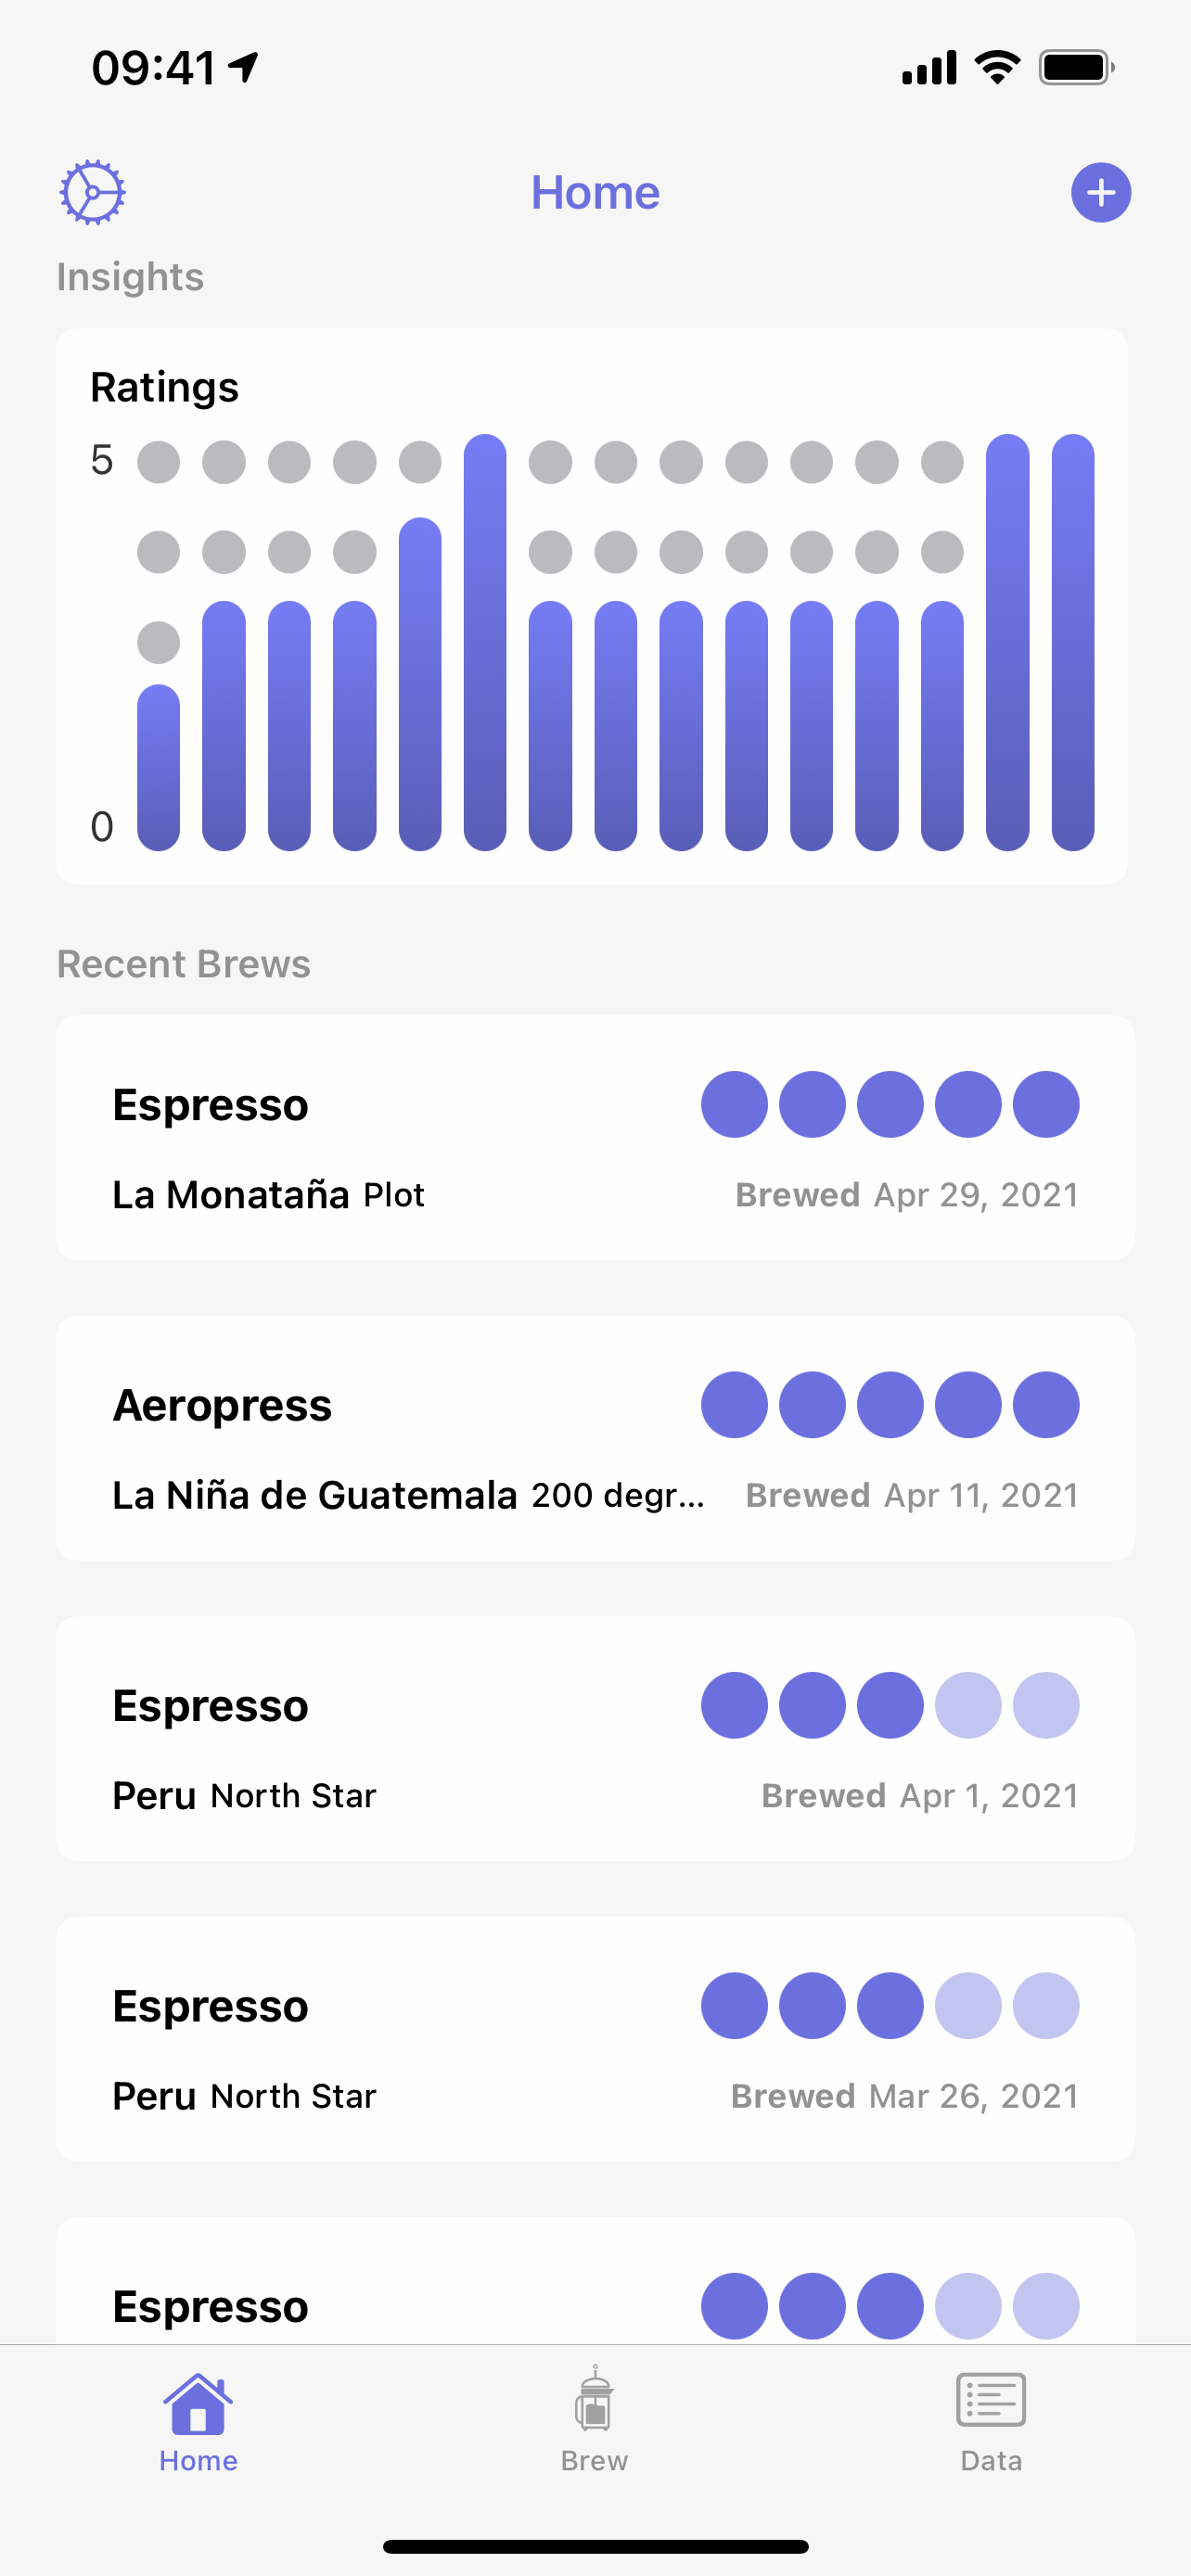 09:41
Home
Insights
Ratings
5
0
Recent Brews
Espresso
La Monataña Plot Brewed Apr 29, 2021
Aeropress
La Niña de Guatemala 200 degr... Brewed Apr 11, 2021
Espresso
Peru North Star Brewed Apr 1, 2021
Espresso
Peru North Star Brewed Mar 26, 2021
Espresso
Home Brew Data